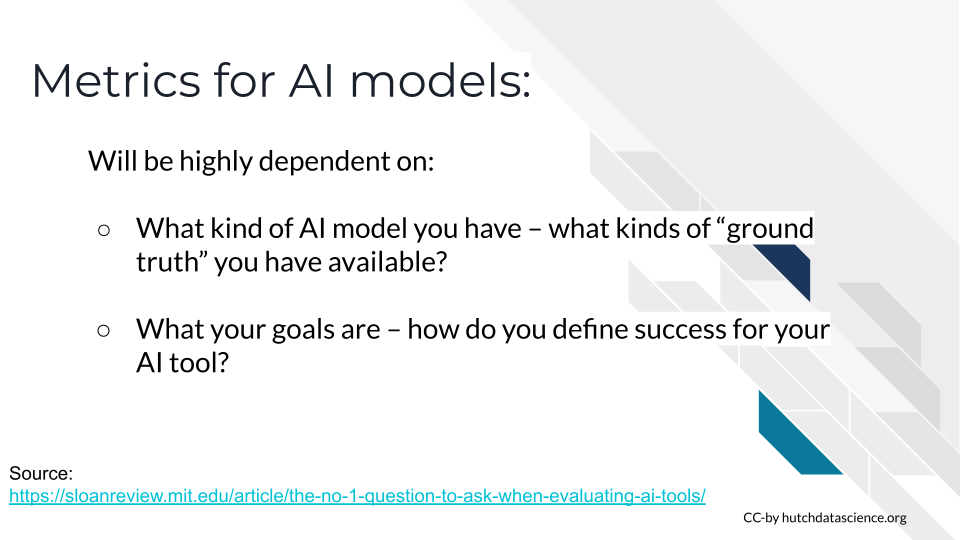 Metrics for AI models:
Will be highly dependent on:
○ What kind of AI model you have – what kinds of “ground
truth” you have available?
○ What your goals are – how do you define success for your
AI tool?
Source:
https://sloanreview.mit.edu/article/the-no-1-question-to-ask-when-evaluating-ai-tools/
CC-by hutchdatascience.org